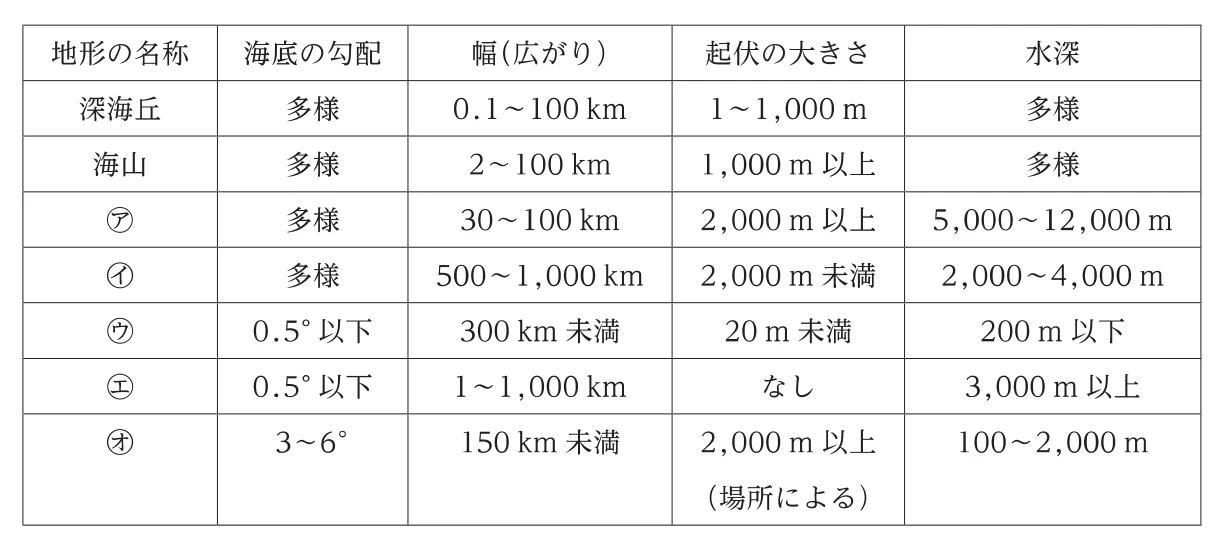 地形の名称 海底の勾配 幅(広がり) 起伏の大きさ 水深
深海丘 多様 0.1～100 km 1～1,000 m 多様
海山 多様 2～100 km 1,000 m 以上 多様
㋐ 多様 30～100 km 2,000 m 以上 5,000～12,000 m
㋑ 多様 500～1,000 km 2,000 m 未満 2,000～4,000 m
㋒ 0.5° 以下 300 km 未満 20 m 未満 200 m 以下
㋓ 0.5° 以下 1～1,000 km なし 3,000 m 以上
㋔ 3～6° 150 km 未満 2,000 m 以上 100～2,000 m
(場所による)